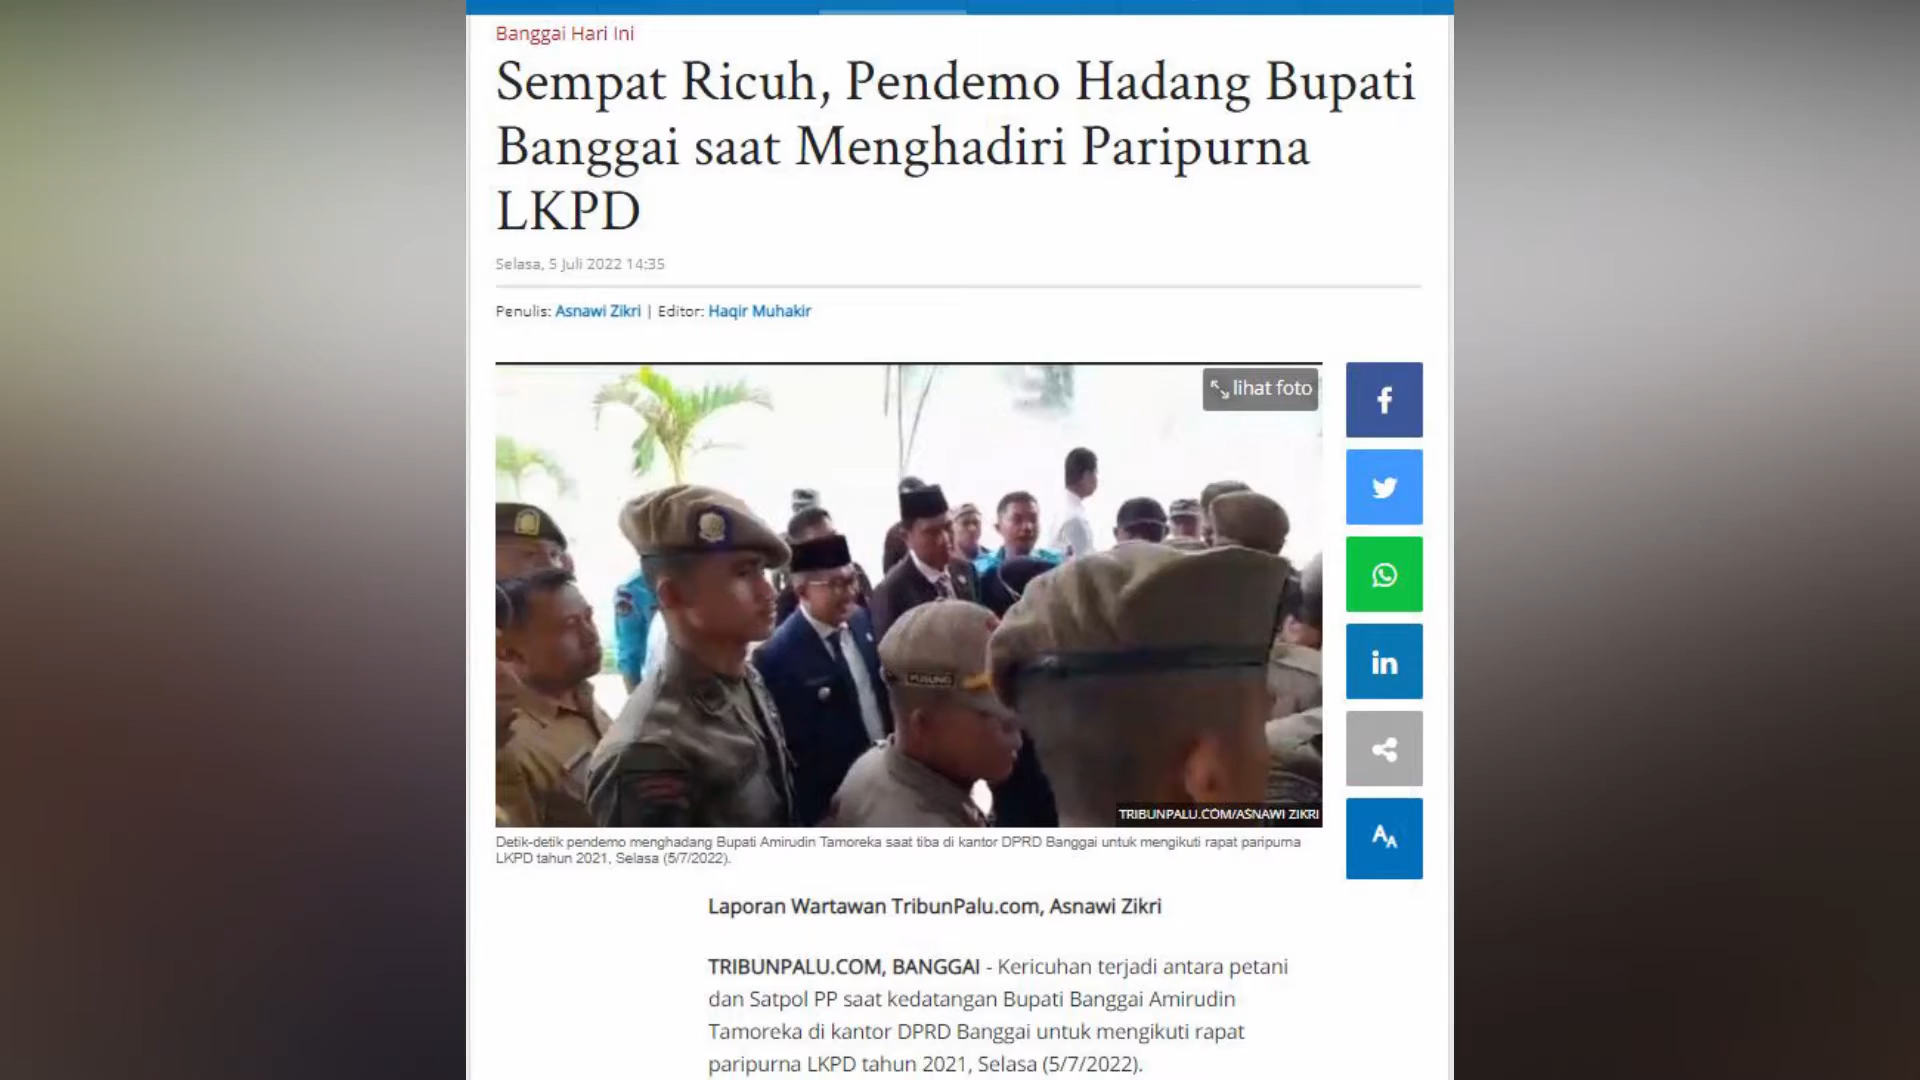 Banggai Hari Ini
Sempat Ricuh, Pendemo Hadang Bupati
Banggai saat Menghadiri Paripurna
LKPD
Selasa, 5 Juli 2022 14:35
Penulis: Asnawi Zikri | Editor: Haqir Muhakir
lihat foto
PUSUNG
TRIBUNPALU.COM/ASNAWI ZIKRI
Detik-detik pendemo menghadang Bupati Amirudin Tamoreka saat tiba di kantor DPRD Banggai untuk mengikuti rapat paripurna
LKPD tahun 2021, Selasa (5/7/2022).
Laporan Wartawan TribunPalu.com, Asnawi Zikri
TRIBUNPALU.COM, BANGGAI - Kericuhan terjadi antara petani
dan Satpol PP saat kedatangan Bupati Banggai Amirudin
Tamoreka di kantor DPRD Banggai untuk mengikuti rapat
paripurna LKPD tahun 2021, Selasa (5/7/2022).